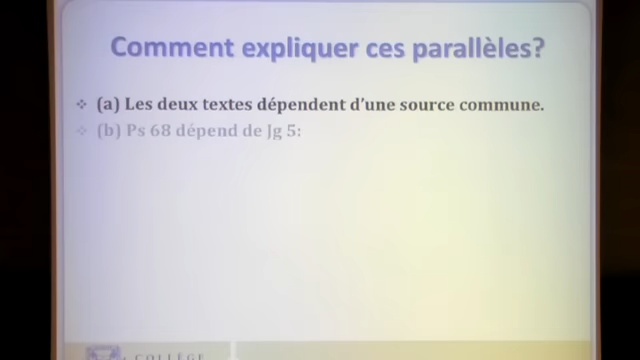 Comment expliquer ces parallèles?
❖ (a) Les deux textes dépendent d'une source commune.
❖ (b) Ps 68 dépend de Jg 5:
COLLÈGE